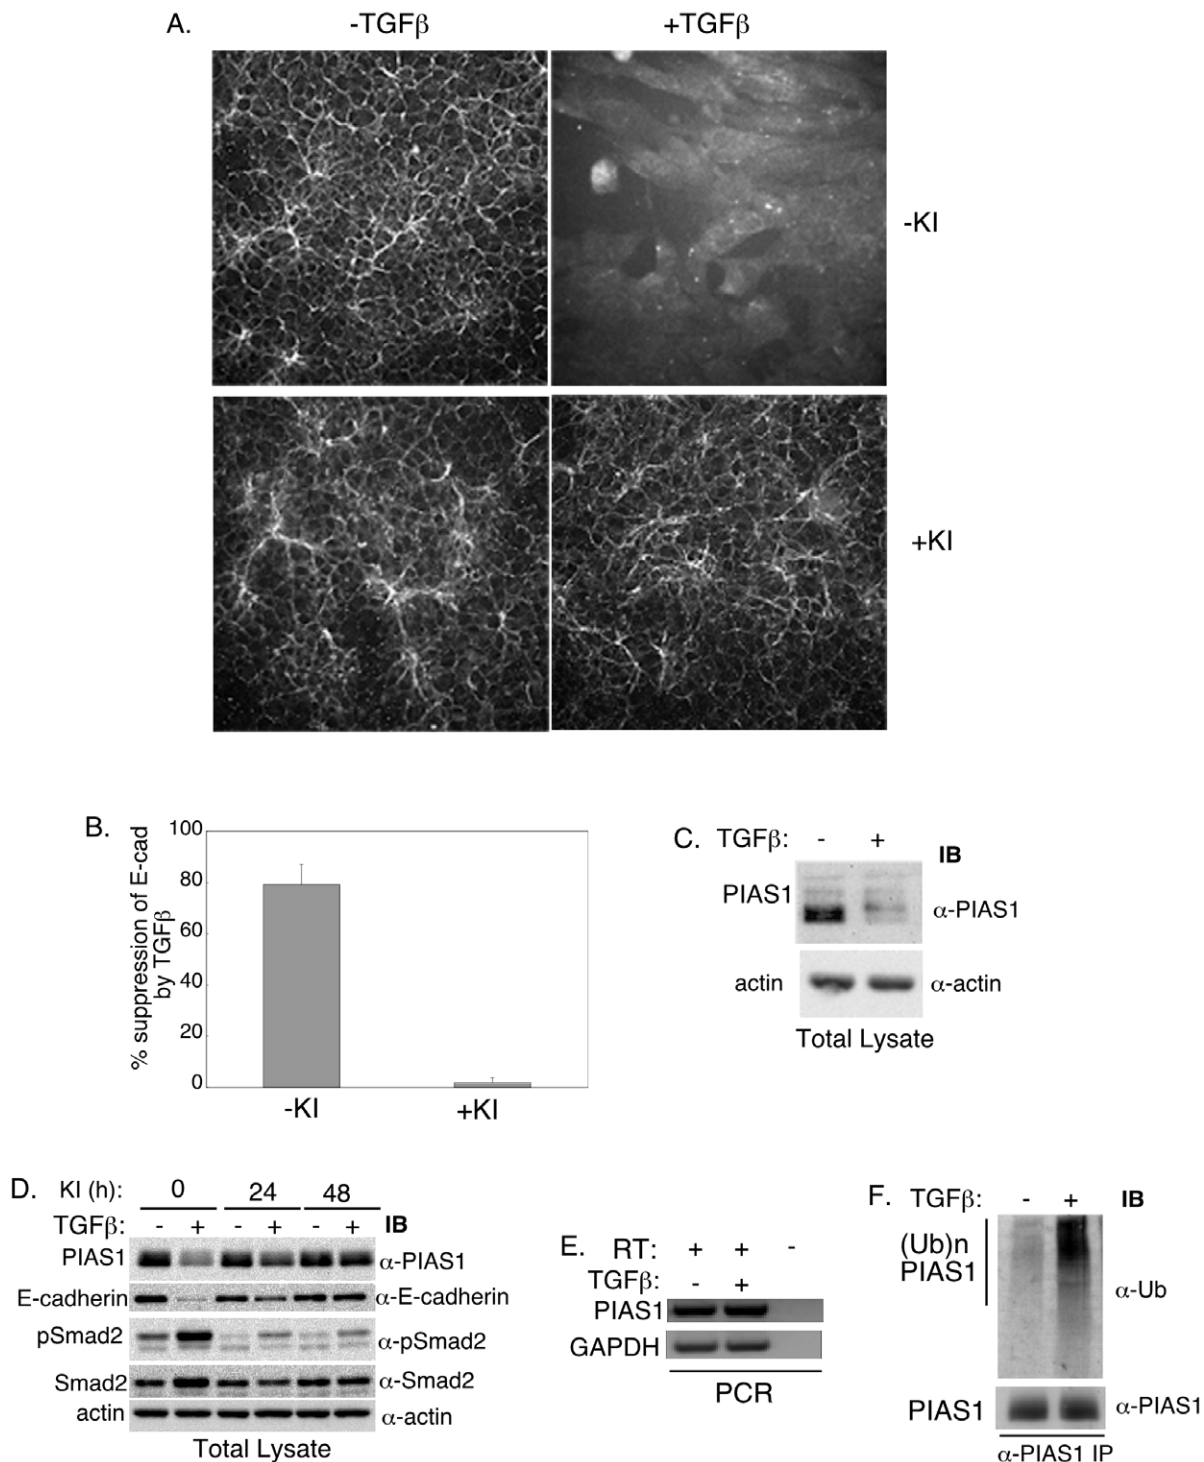 A.
-TGFβ +TGFβ
-KI
+KI
B.
% suppression of E-cad
by TGFβ
100
80
60
40
20
0
-KI +KI
C. TGFβ: - + IB
PIAS1 α-PIAS1
actin α-actin
Total Lysate
D. KI (h): 0 24 48
TGFβ: - + - + - + IB
PIAS1 α-PIAS1
E-cadherin α-E-cadherin
pSmad2 α-pSmad2
Smad2 α-Smad2
actin α-actin
Total Lysate
E. RT: + + -
TGFβ: - +
PIAS1
GAPDH
PCR
F. TGFβ: - + IB
(Ub)n
PIAS1
α-Ub
PIAS1 α-PIAS1
α-PIAS1 IP